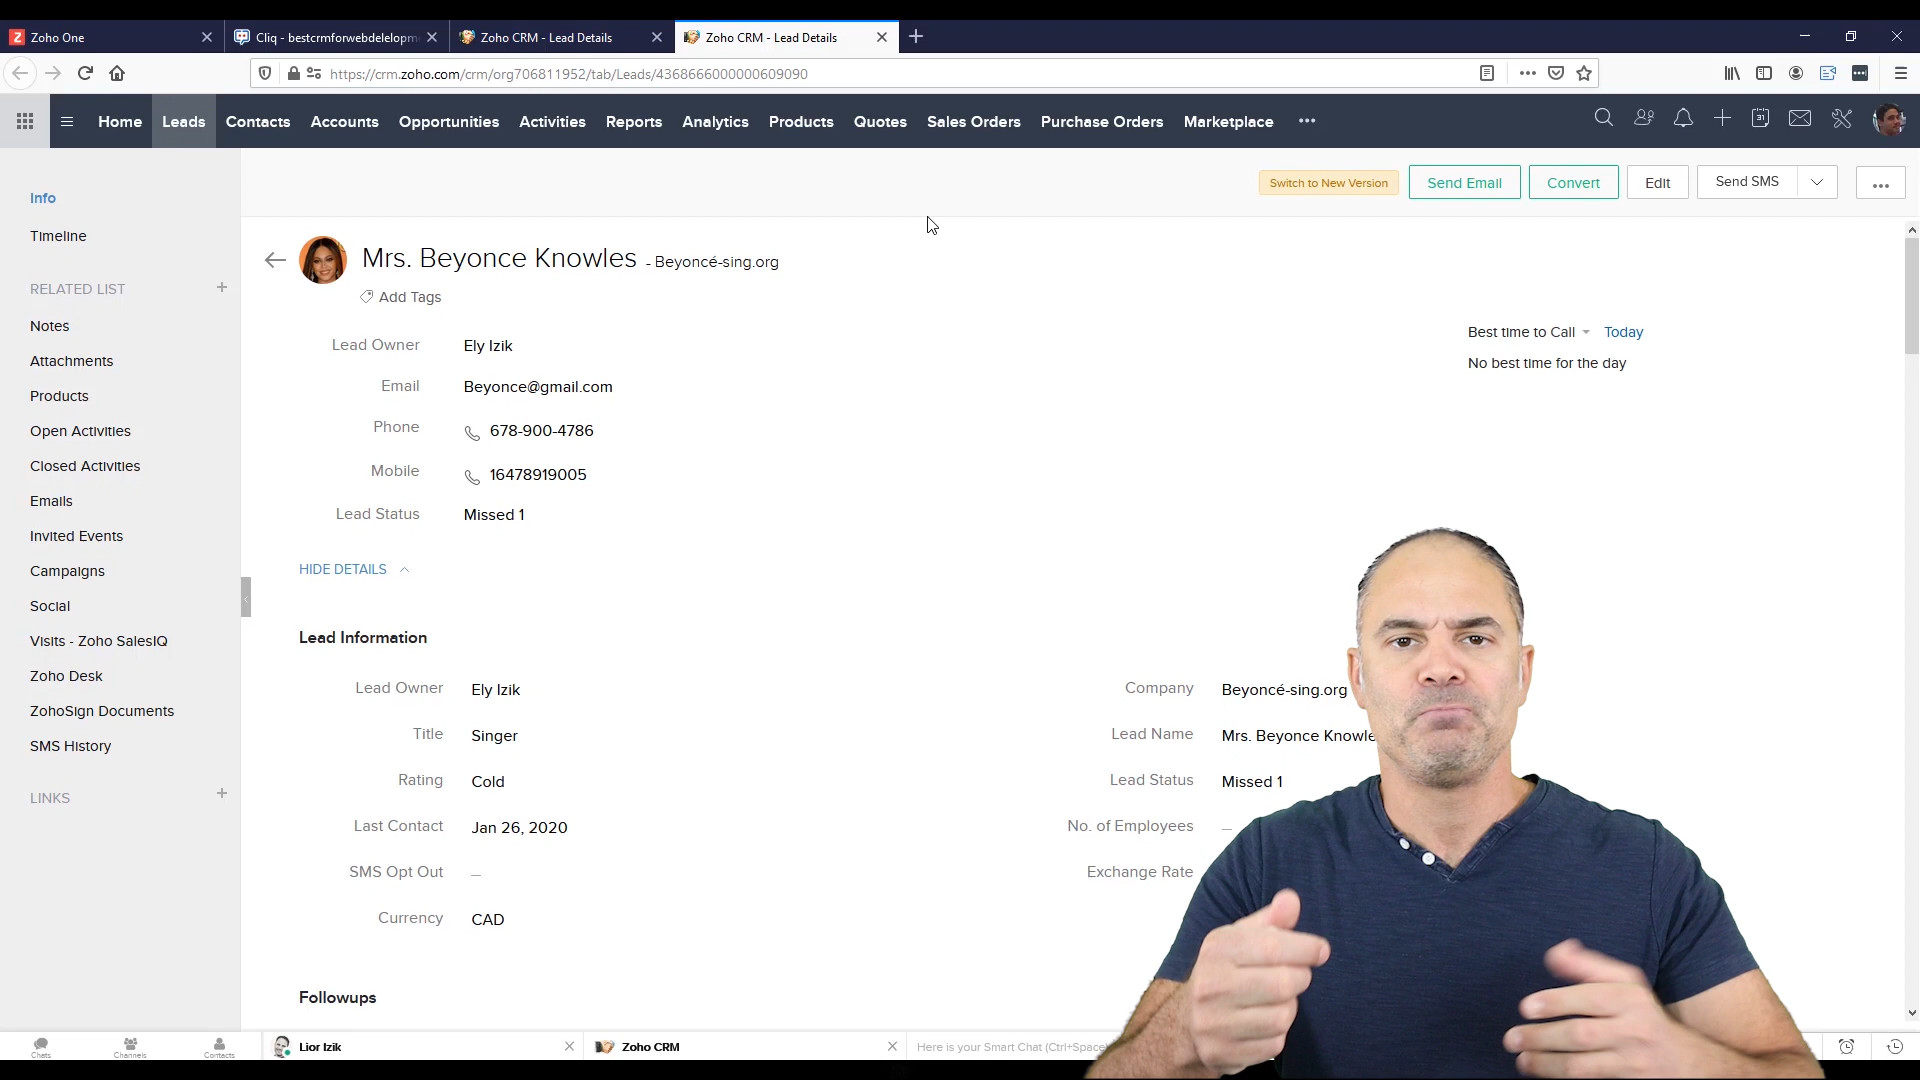 Zoho One
Cliq - bestcrmforwebdelelopm
Zoho CRM - Lead Details
Zoho CRM - Lead Details
https://crm.zoho.com/crm/org706811952/tab/Leads/4368666000000609090
Home Leads Contacts Accounts Opportunities Activities Reports Analytics Products Quotes Sales Orders Purchase Orders Marketplace
31
Switch to New Version Send Email Convert Edit Send SMS
Info
Timeline
RELATED LIST
Notes
Attachments
Products
Open Activities
Closed Activities
Emails
Invited Events
Campaigns
Social
Visits - Zoho SalesIQ
Zoho Desk
ZohoSign Documents
SMS History
LINKS
Mrs. Beyonce Knowles - Beyoncé-sing.org
Add Tags
Lead Owner Ely Izik
Email Beyonce@gmail.com
Phone 678-900-4786
Mobile 16478919005
Lead Status Missed 1
Best time to Call Today
No best time for the day
HIDE DETAILS
Lead Information
Lead Owner Ely Izik
Company Beyoncé-sing.org
Title Singer
Lead Name Mrs. Beyonce Knowle
Rating Cold
Lead Status Missed 1
Last Contact Jan 26, 2020
No. of Employees —
SMS Opt Out —
Exchange Rate
Currency CAD
Followups
Chats
Channels
Contacts
Lior Izik
Zoho CRM
Here is your Smart Chat (Ctrl+Space)